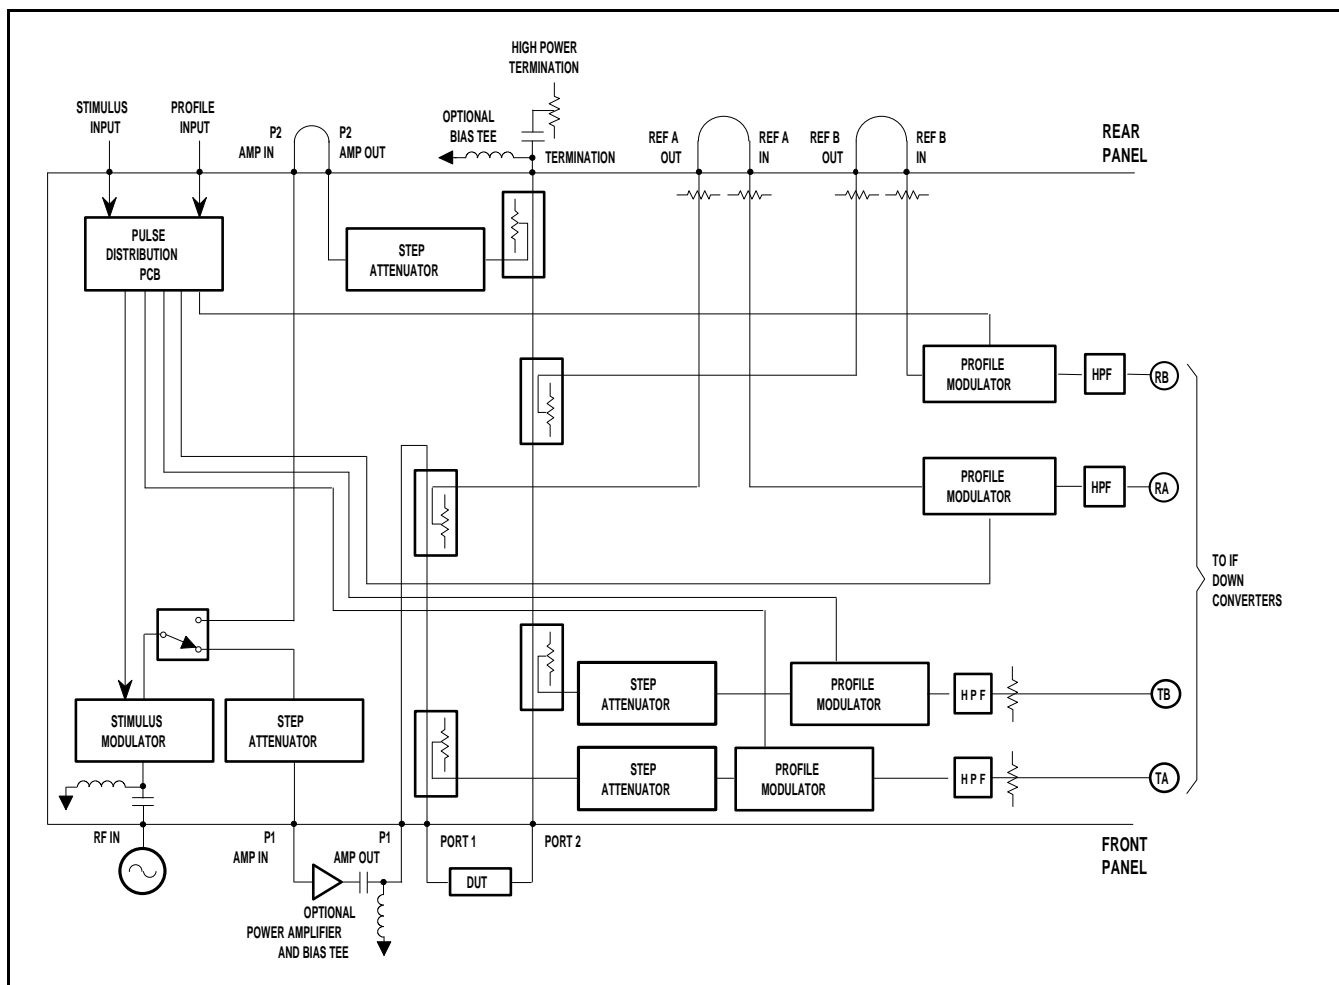 HIGH POWER
TERMINATION
STIMULUS
INPUT
PROFILE
INPUT
P2
AMP IN
P2
AMP OUT
OPTIONAL
BIAS TEE
TERMINATION
REF A
OUT
REF A
IN
REF B
OUT
REF B
IN
REAR
PANEL
PULSE
DISTRIBUTION
PCB
STEP
ATTENUATOR
PROFILE
MODULATOR
HPF
RB
PROFILE
MODULATOR
HPF
RA
TO IF
DOWN
CONVERTERS
STIMULUS
MODULATOR
STEP
ATTENUATOR
STEP
ATTENUATOR
PROFILE
MODULATOR
HPF
TB
STEP
ATTENUATOR
PROFILE
MODULATOR
HPF
TA
RF IN
P1
AMP IN
P1
AMP OUT
PORT 1
PORT 2
FRONT
PANEL
DUT
OPTIONAL
POWER AMPLIFIER
AND BIAS TEE